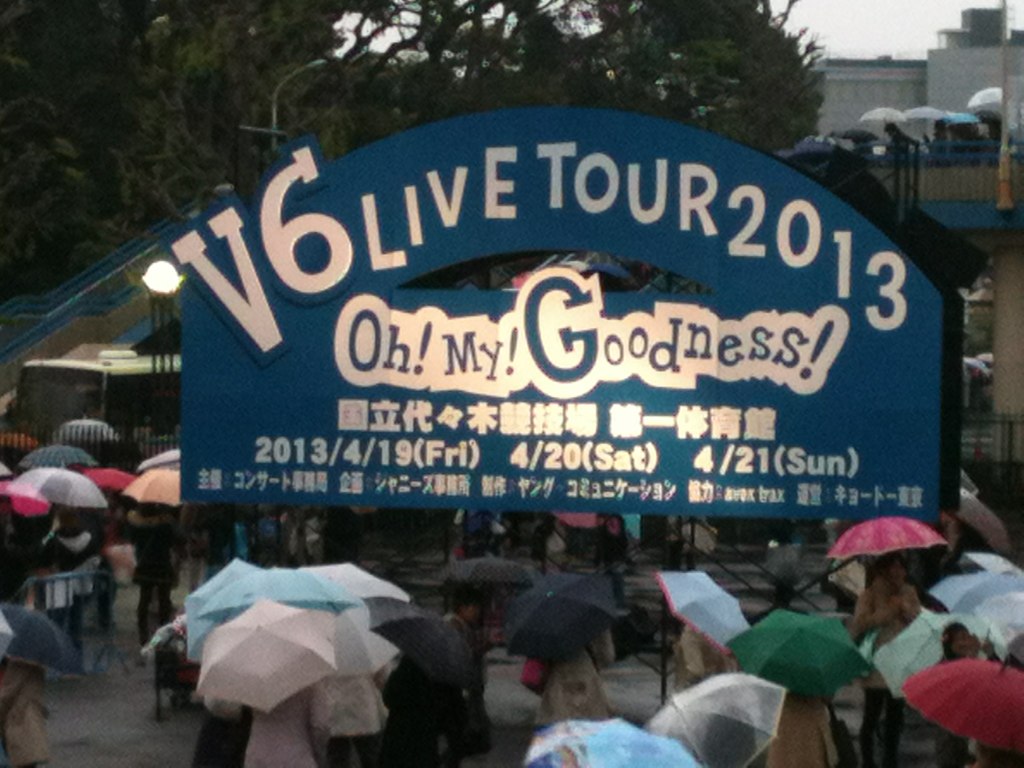 V6 LIVE TOUR 2013
Oh! My! Goodness!
国立代々木競技場 第一体育館
2013/4/19(Fri) 4/20(Sat) 4/21(Sun)
主催:コンサート事務局 企画:ジャニーズ事務所 制作:ヤング・コミュニケーション 協力:avex trax 運営:キョードー東京